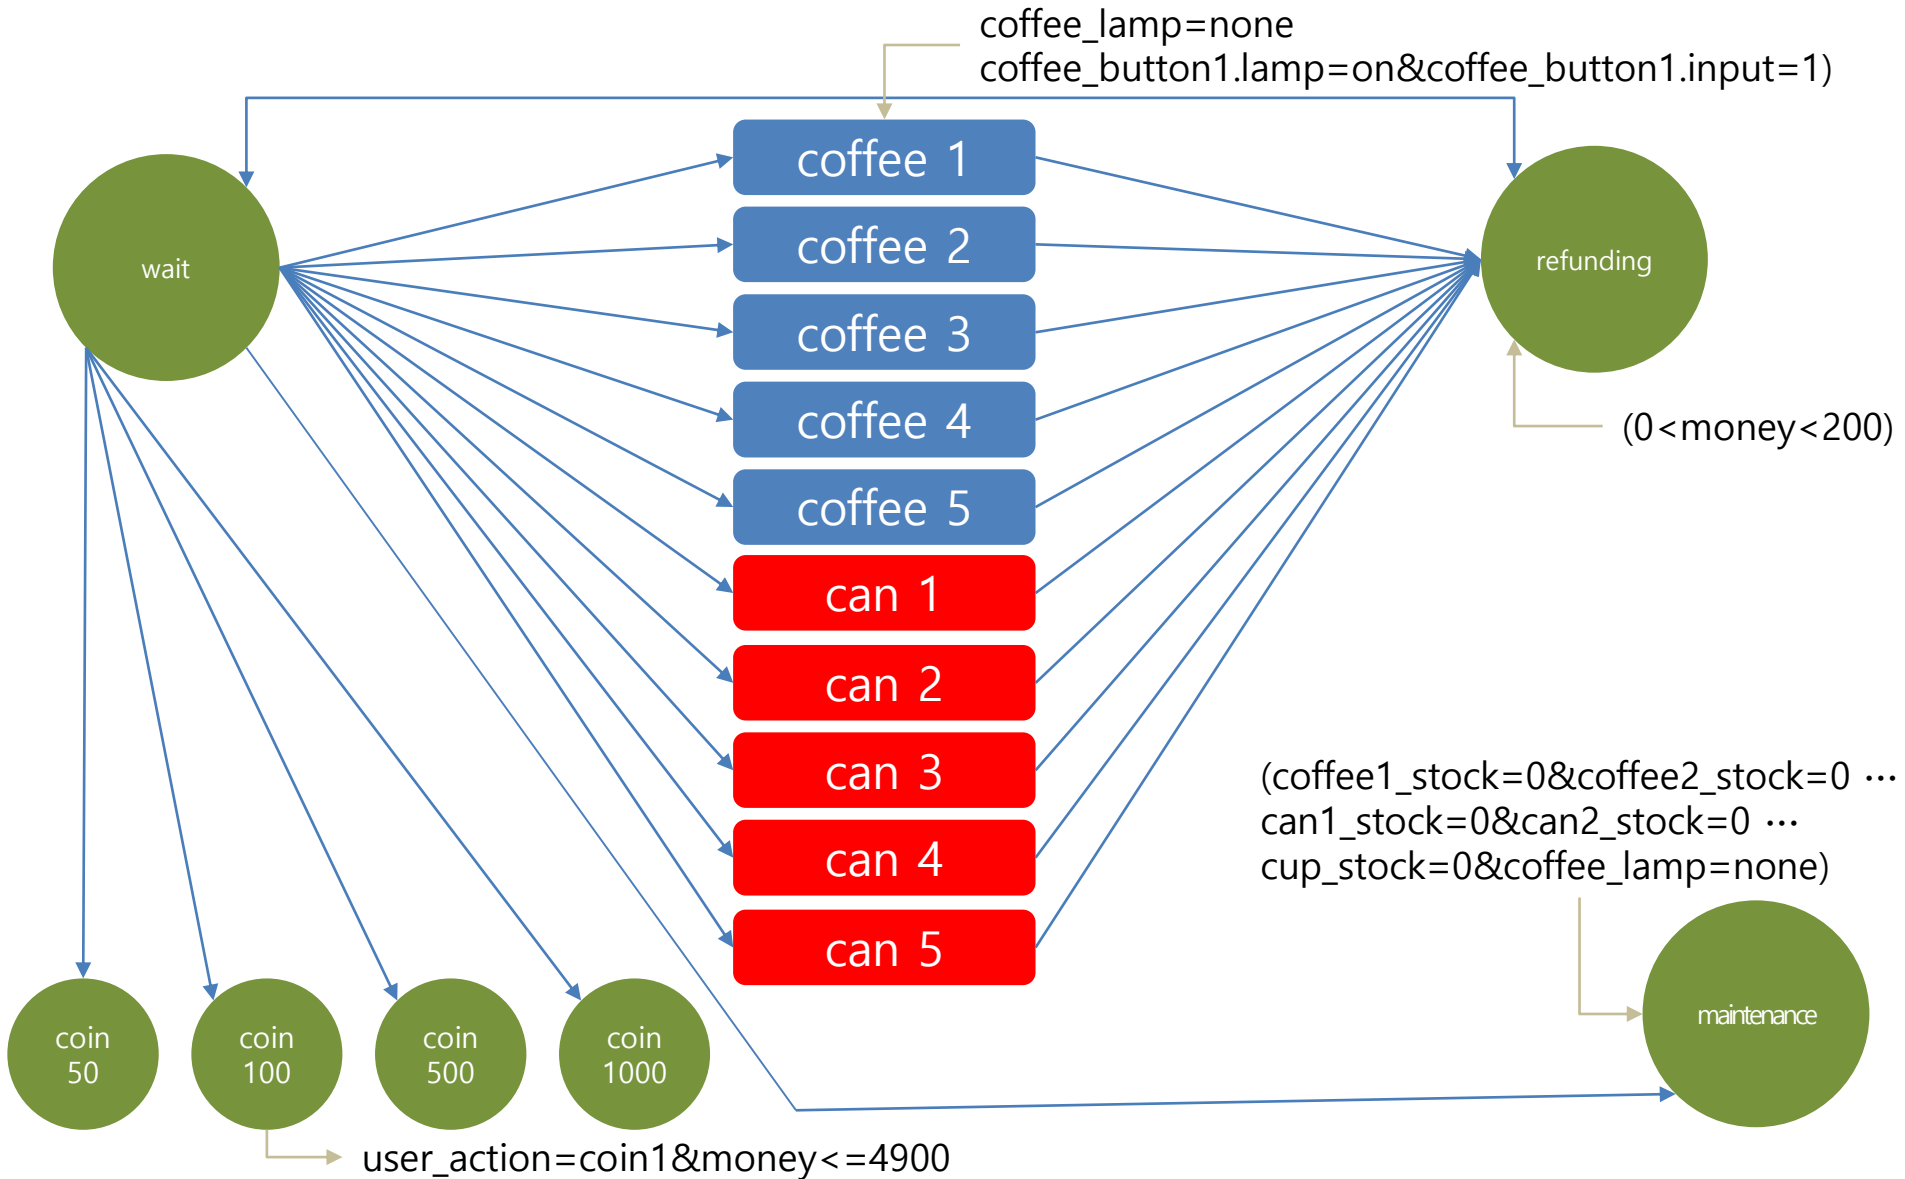 coffee_lamp=none
coffee_button1.lamp=on&coffee_button1.input=1)
wait
coffee 1
coffee 2
coffee 3
coffee 4
coffee 5
can 1
can 2
can 3
can 4
can 5
refunding
(0<money<200)
(coffee1_stock=0&coffee2_stock=0 …
can1_stock=0&can2_stock=0 …
cup_stock=0&coffee_lamp=none)
maintenance
coin
50
coin
100
coin
500
coin
1000
user_action=coin1&money<=4900